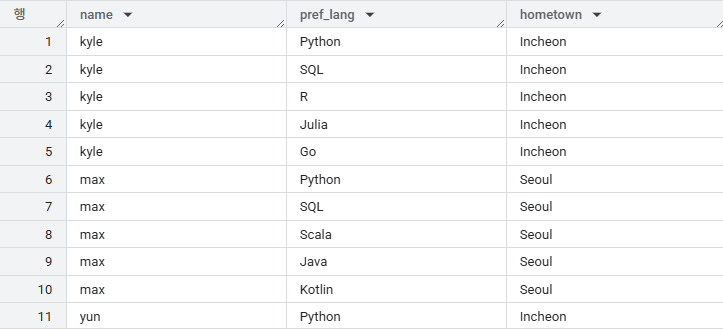 행 name pref_lang hometown
1 kyle Python Incheon
2 kyle SQL Incheon
3 kyle R Incheon
4 kyle Julia Incheon
5 kyle Go Incheon
6 max Python Seoul
7 max SQL Seoul
8 max Scala Seoul
9 max Java Seoul
10 max Kotlin Seoul
11 yun Python Incheon